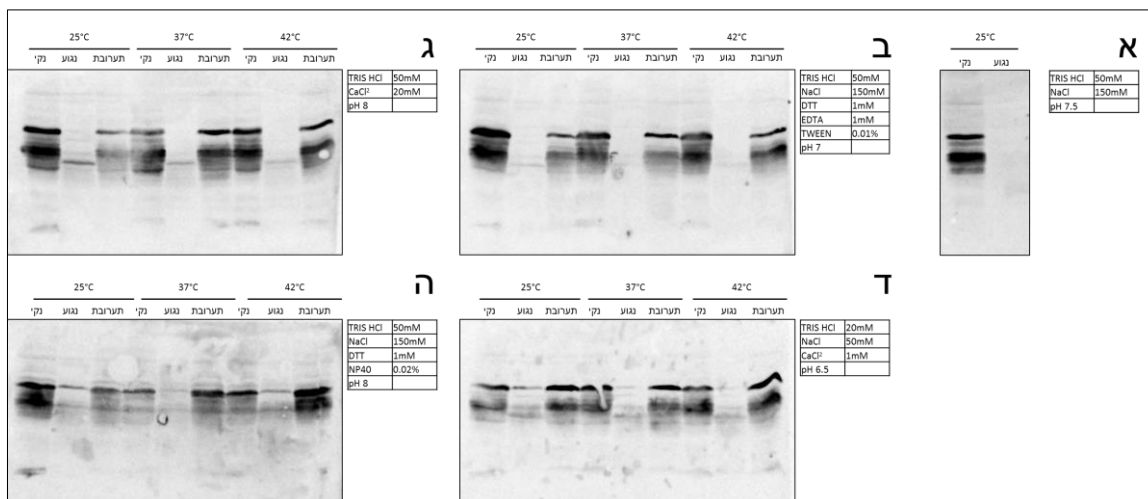 א
25°C
נקי נגוע
TRIS HCl 50mM
NaCl 150mM
pH 7.5
ב
25°C 37°C 42°C
נקי נגוע תערובת נקי נגוע תערובת נקי נגוע תערובת
TRIS HCl 50mM
NaCl 150mM
DTT 1mM
EDTA 1mM
TWEEN 0.01%
pH 7
ג
25°C 37°C 42°C
נקי נגוע תערובת נקי נגוע תערובת נקי נגוע תערובת
TRIS HCl 50mM
CaCl² 20mM
pH 8
ד
25°C 37°C 42°C
נקי נגוע תערובת נקי נגוע תערובת נקי נגוע תערובת
TRIS HCl 20mM
NaCl 50mM
CaCl² 1mM
pH 6.5
ה
25°C 37°C 42°C
נקי נגוע תערובת נקי נגוע תערובת נקי נגוע תערובת
TRIS HCl 50mM
NaCl 150mM
DTT 1mM
NP40 0.02%
pH 8